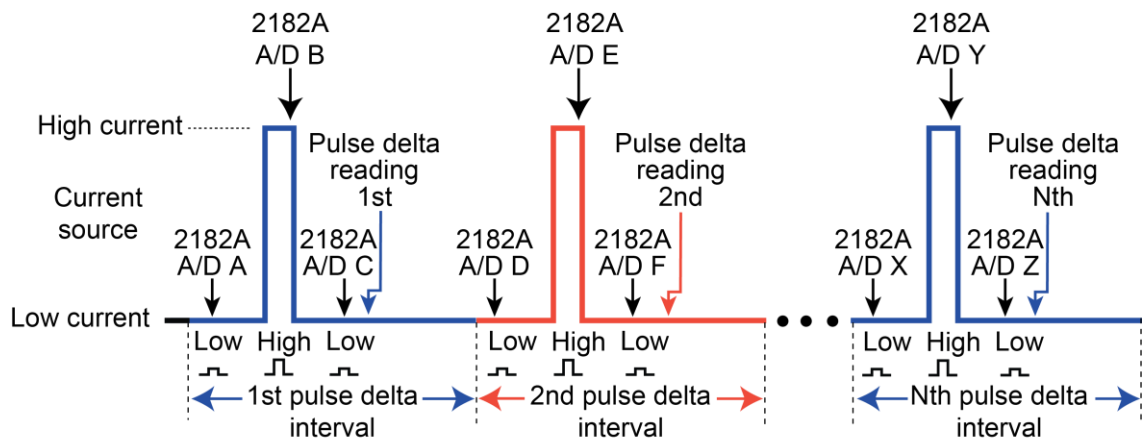 2182A
A/D B
2182A
A/D E
2182A
A/D Y
High current
Pulse delta
reading
1st
Pulse delta
reading
2nd
Pulse delta
reading
Nth
Current
source
2182A
A/D A
2182A
A/D C
2182A
A/D D
2182A
A/D F
2182A
A/D X
2182A
A/D Z
Low current
Low
High
Low
Low
High
Low
Low
High
Low
1st pulse delta
interval
2nd pulse delta
interval
Nth pulse delta
interval